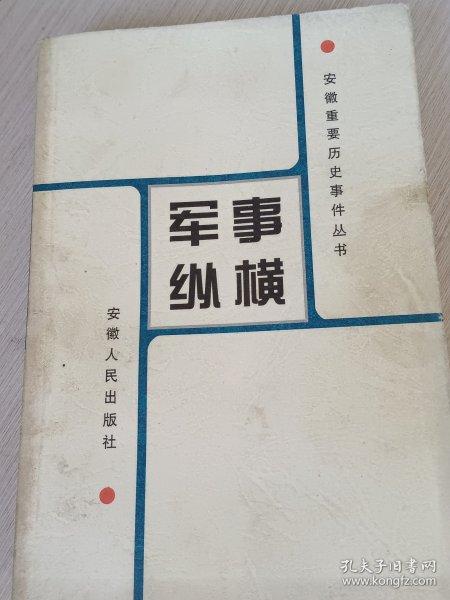 安徽重要历史事件丛书
军事
纵横
安徽人民出版社
孔夫子旧书网
www.kongfz.com